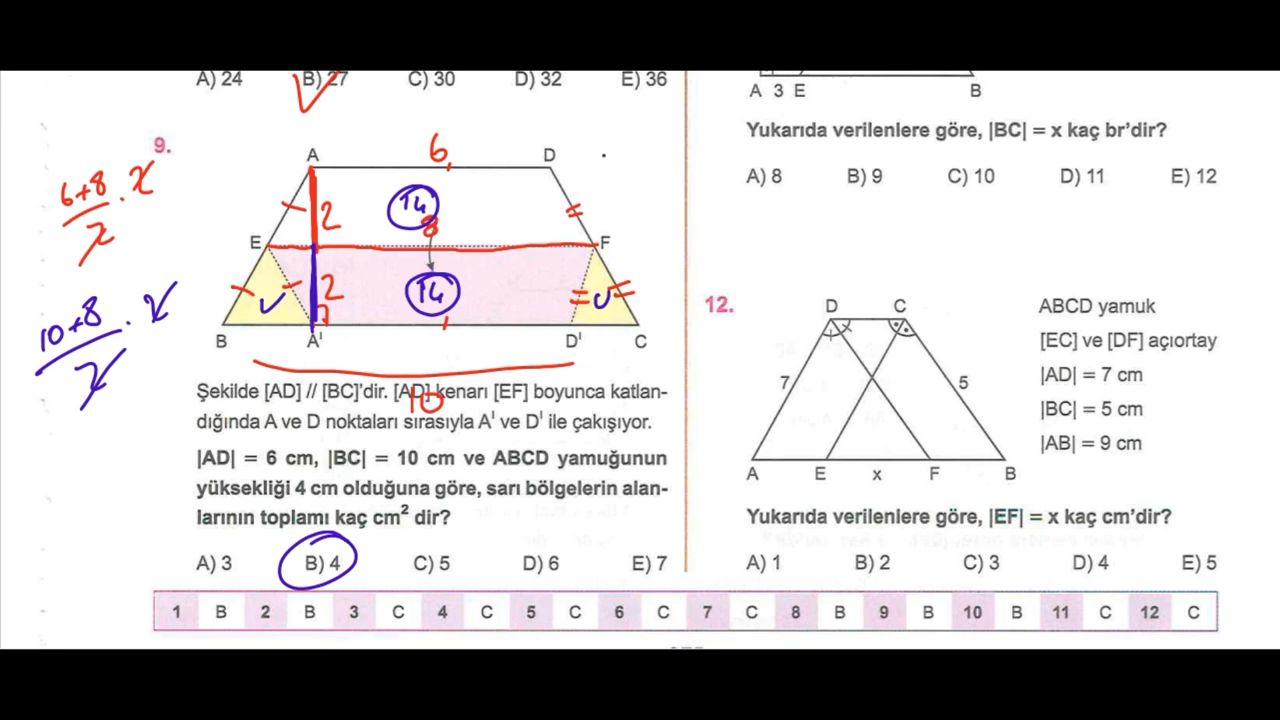 A) 24 B) 27 C) 30 D) 32 E) 36
9.
A 6 D
6+8 / 2 . 2
14
2 8
E F
10+8 / 2 . 2
2 14
B A' D' C
10
Şekilde [AD] // [BC]'dir. [AD] kenarı [EF] boyunca katlan-
dığında A ve D noktaları sırasıyla A' ve D' ile çakışıyor.
|AD| = 6 cm, |BC| = 10 cm ve ABCD yamuğunun
yüksekliği 4 cm olduğuna göre, sarı bölgelerin alan-
larının toplamı kaç cm² dir?
A) 3 B) 4 C) 5 D) 6 E) 7
A 3 E B
Yukarıda verilenlere göre, |BC| = x kaç br'dir?
A) 8 B) 9 C) 10 D) 11 E) 12
12.
D C
7 5
A E x F B
ABCD yamuk
[EC] ve [DF] açıortay
|AD| = 7 cm
|BC| = 5 cm
|AB| = 9 cm
Yukarıda verilenlere göre, |EF| = x kaç cm'dir?
A) 1 B) 2 C) 3 D) 4 E) 5
1 B 2 B 3 C 4 C 5 C 6 C 7 C 8 B 9 B 10 B 11 C 12 C